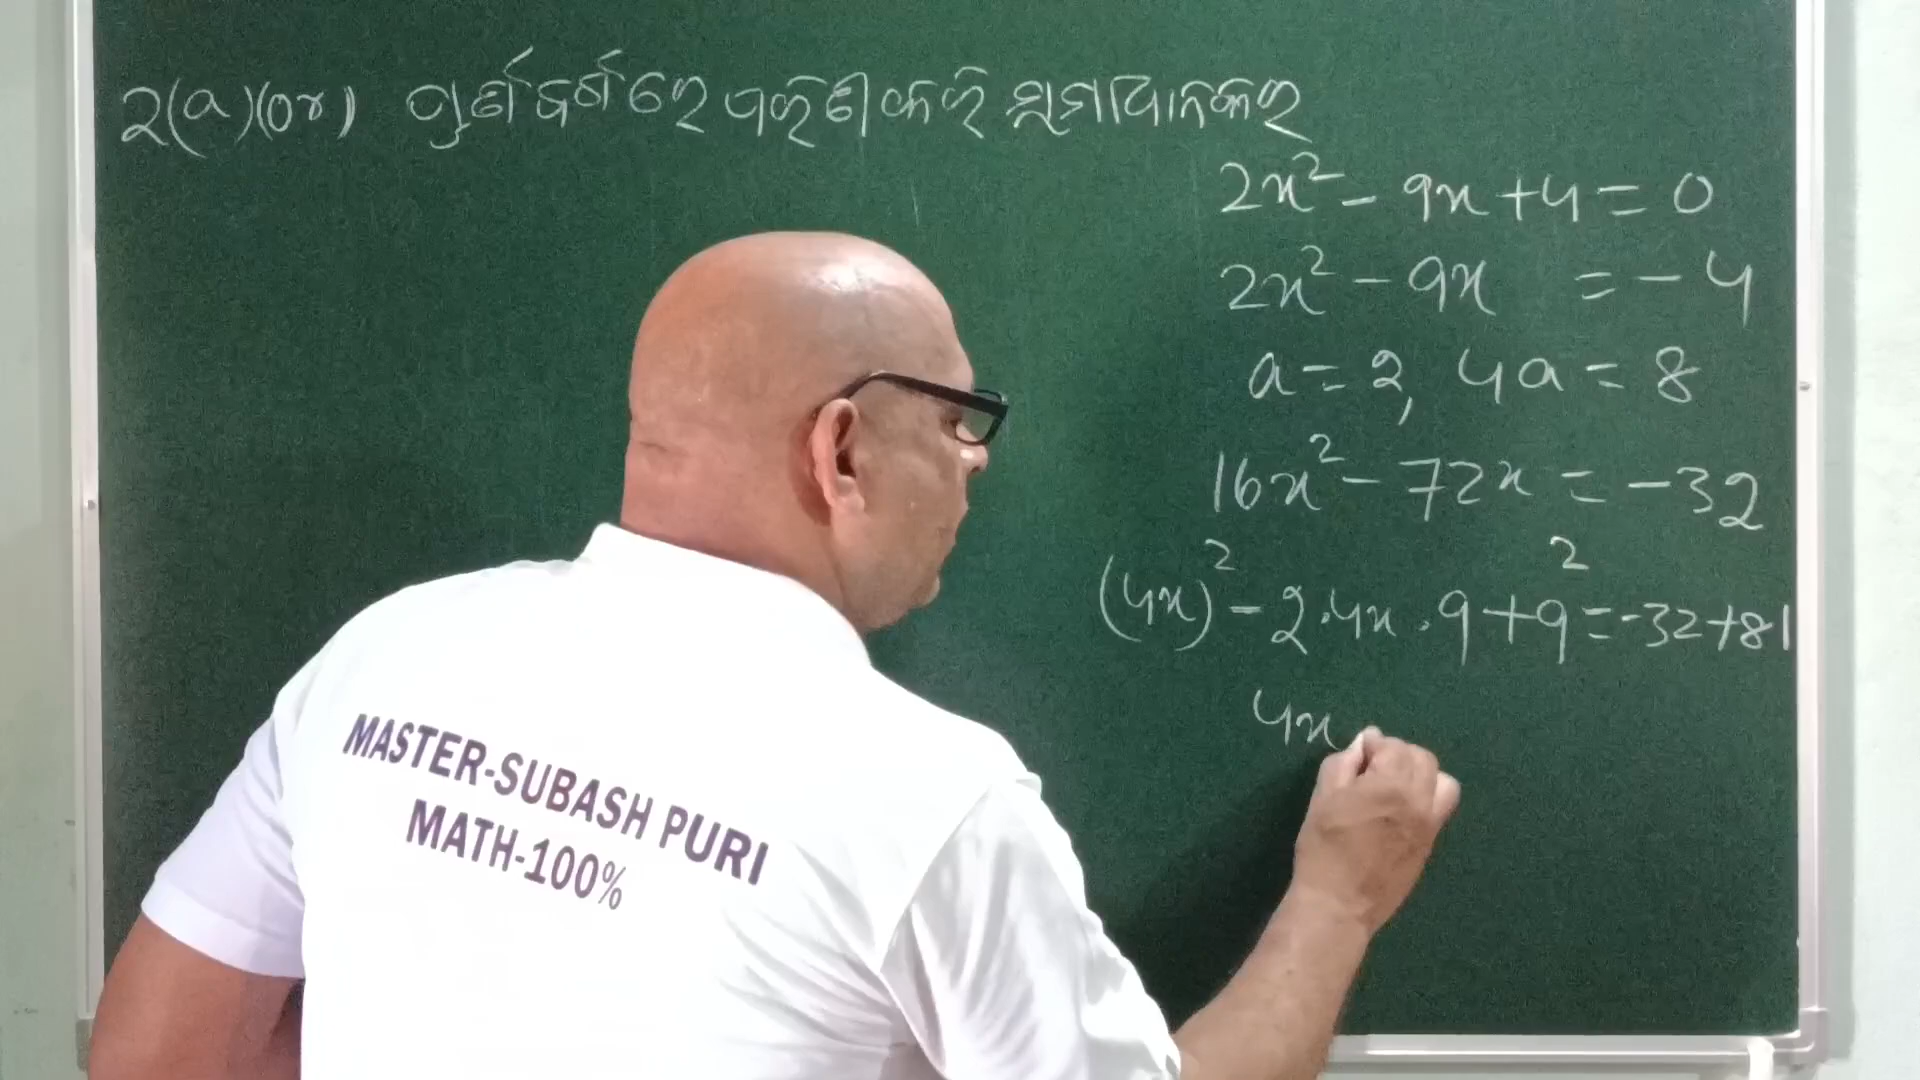 2(a)(or) ପୂର୍ଣ୍ଣବର୍ଗରେ ପରିଣତ କରି ସମାଧାନ କର
2x² - 9x + 4 = 0
2x² - 9x = -4
a = 2, 4a = 8
16x² - 72x = -32
(4x)² - 2·4x·9 + 9² = -32+81
4x
MASTER-SUBASH PURI
MATH-100%